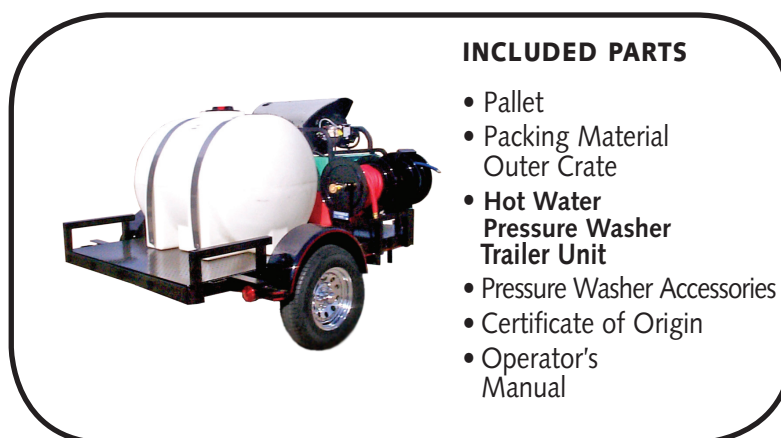 INCLUDED PARTS
• Pallet
• Packing Material
Outer Crate
• Hot Water
Pressure Washer
Trailer Unit
• Pressure Washer Accessories
• Certificate of Origin
• Operator's
Manual